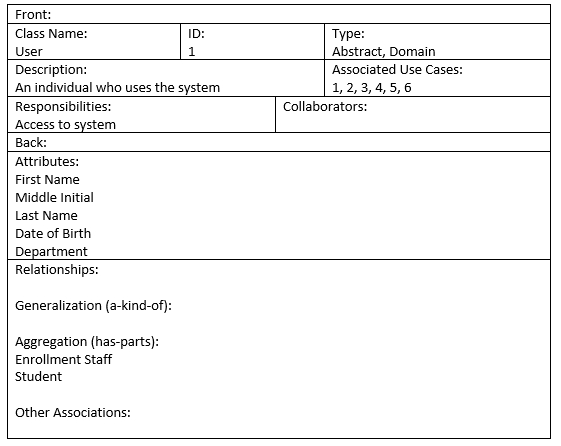 Front:
Class Name:
User
ID:
1
Type:
Abstract, Domain
Description:
An individual who uses the system
Associated Use Cases:
1, 2, 3, 4, 5, 6
Responsibilities:
Access to system
Collaborators:
Back:
Attributes:
First Name
Middle Initial
Last Name
Date of Birth
Department
Relationships:
Generalization (a-kind-of):
Aggregation (has-parts):
Enrollment Staff
Student
Other Associations: